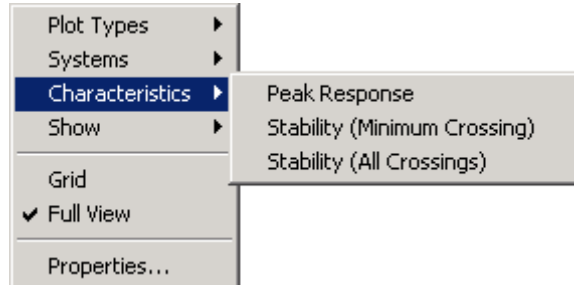 Plot Types
Systems
Characteristics
Show
Grid
Full View
Properties...
Peak Response
Stability (Minimum Crossing)
Stability (All Crossings)